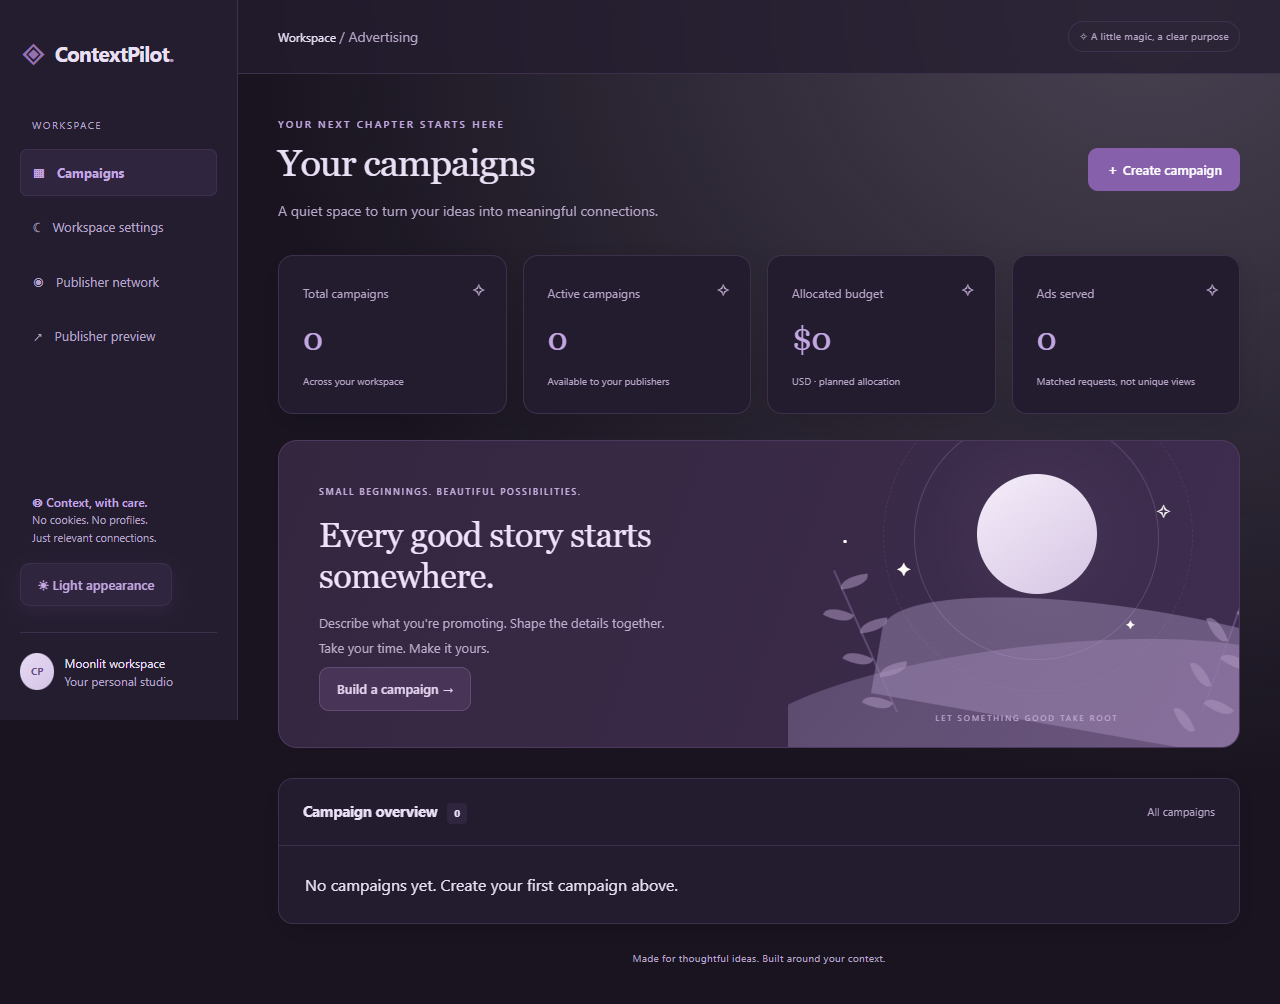 ContextPilot.
WORKSPACE
Campaigns
Workspace settings
Publisher network
Publisher preview
Context, with care.
No cookies. No profiles.
Just relevant connections.
Light appearance
CP
Moonlit workspace
Your personal studio
Workspace / Advertising
A little magic, a clear purpose
YOUR NEXT CHAPTER STARTS HERE
Your campaigns
A quiet space to turn your ideas into meaningful connections.
+ Create campaign
Total campaigns
0
Across your workspace
Active campaigns
0
Available to your publishers
Allocated budget
$0
USD · planned allocation
Ads served
0
Matched requests, not unique views
SMALL BEGINNINGS. BEAUTIFUL POSSIBILITIES.
Every good story starts
somewhere.
Describe what you're promoting. Shape the details together.
Take your time. Make it yours.
Build a campaign →
LET SOMETHING GOOD TAKE ROOT
Campaign overview 0
All campaigns
No campaigns yet. Create your first campaign above.
Made for thoughtful ideas. Built around your context.